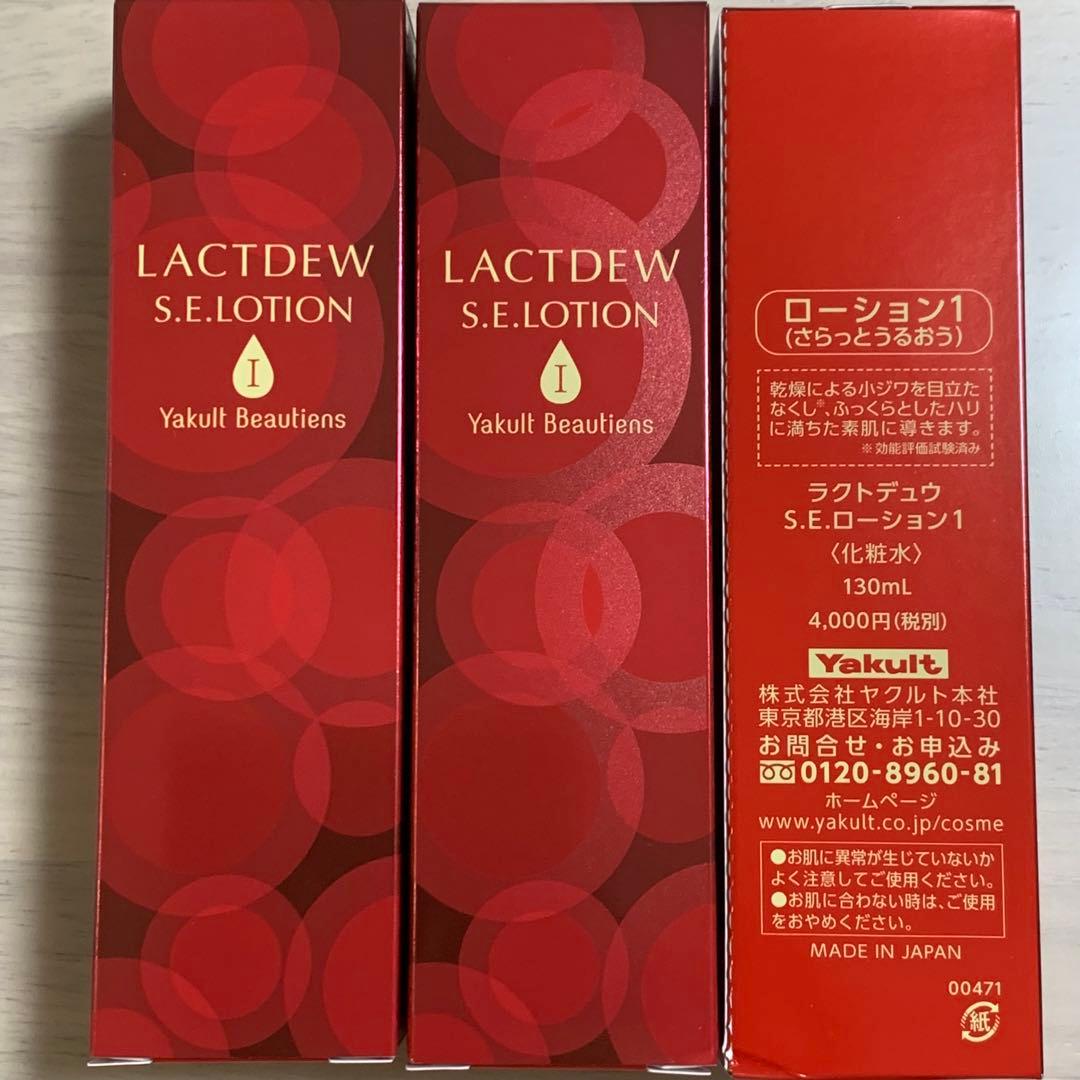 LACTDEW
S.E.LOTION
I
Yakult Beautiens
LACTDEW
S.E.LOTION
I
Yakult Beautiens
ローション1
(さらっとうるおう)
乾燥による小ジワを目立た
なくし※、ふっくらとしたハリ
に満ちた素肌に導きます。
※効能評価試験済み
ラクトデュウ
S.E.ローション1
〈化粧水〉
130mL
4,000円(税別)
Yakult
株式会社ヤクルト本社
東京都港区海岸1-10-30
お問合せ・お申込み
0120-8960-81
ホームページ
www.yakult.co.jp/cosme
●お肌に異常が生じていないか
よく注意してご使用ください。
●お肌に合わない時は、ご使用
をおやめください。
MADE IN JAPAN
00471
紙